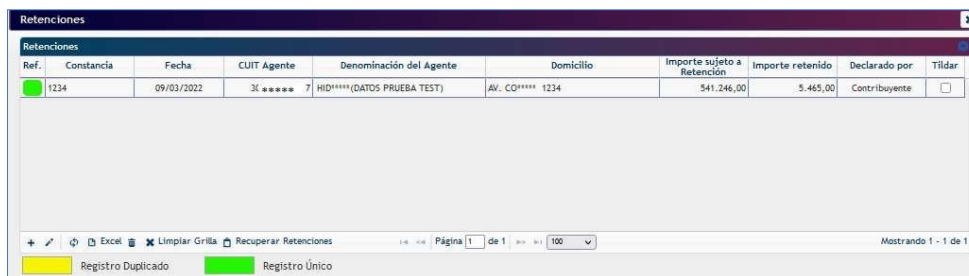 Retenciones
Retenciones
Ref. Constancia Fecha CUIT Agente Denominación del Agente Domicilio Importe sujeto a Retención Importe retenido Declarado por Tildar
1234 09/03/2022 30 ***** 7 HID*****(DATOS PRUEBA TEST) AV. CO***** 1234 541.246,00 5.465,00 Contribuyente
Excel Limpiar Grilla Recuperar Retenciones Página 1 de 1 100 Mostrando 1 - 1 de 1
Registro Duplicado Registro Único